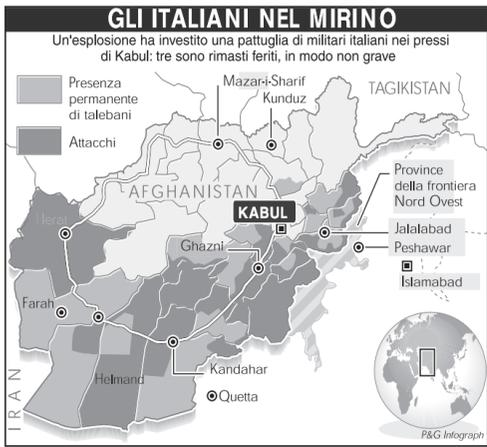 GLI ITALIANI NEL MIRINO
Un'esplosione ha investito una pattuglia di militari italiani nei pressi
di Kabul: tre sono rimasti feriti, in modo non grave
Presenza
permanente
di talebani
Attacchi
Mazar-i-Sharif
Kunduz
TAGIKISTAN
AFGHANISTAN
Province
della frontiera
Nord Ovest
Herat
KABUL
Ghazni
Jalalabad
Peshawar
Islamabad
Farah
Helmand
Kandahar
Quetta
IRAN
P&G Infograph